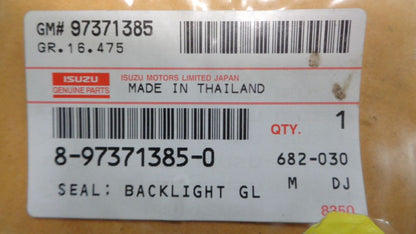 GM# 97371385
GR.16.475
ISUZU
GENUINE PARTS
ISUZU MOTORS LIMITED JAPAN
MADE IN THAILAND
QTY. 1
8-97371385-0 682-030
SEAL: BACKLIGHT GL M DJ
8350